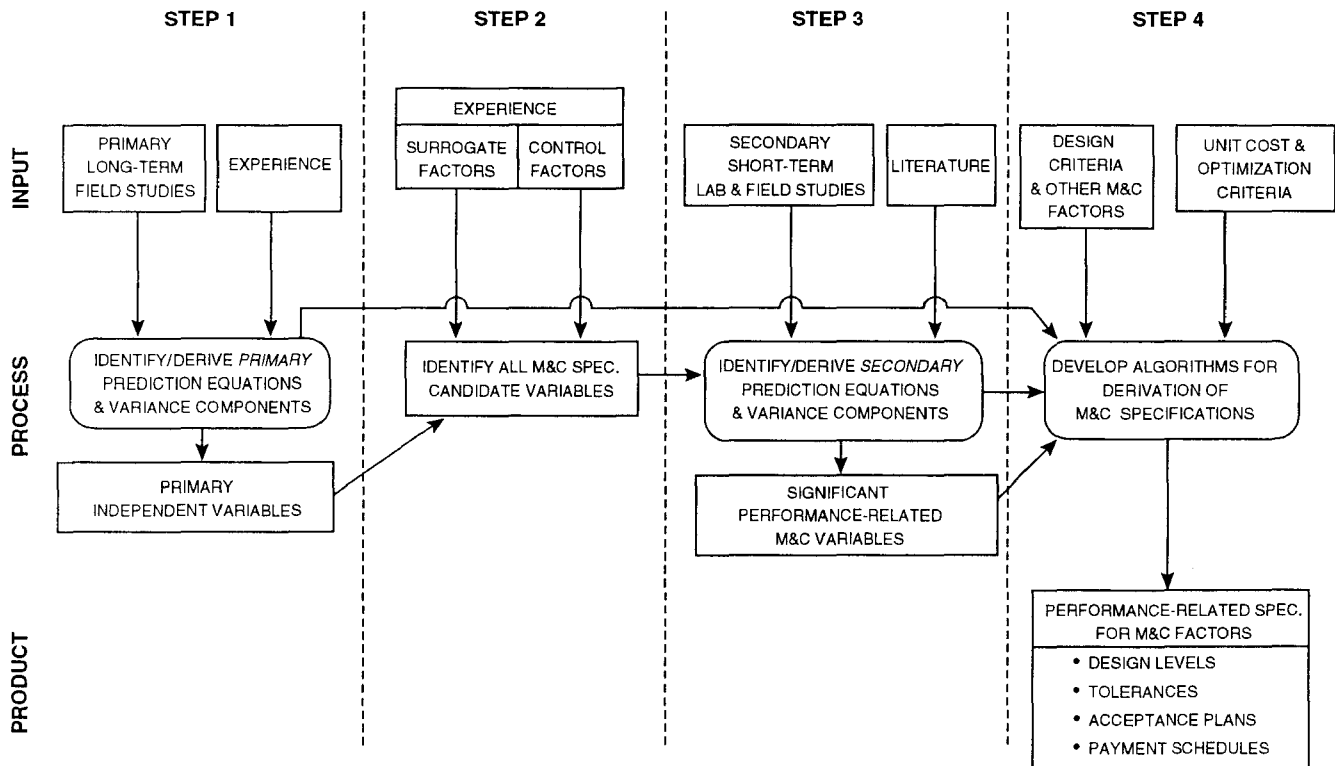 STEP 1
STEP 2
STEP 3
STEP 4
INPUT
PRIMARY
LONG-TERM
FIELD STUDIES
EXPERIENCE
EXPERIENCE
SURROGATE
FACTORS
CONTROL
FACTORS
SECONDARY
SHORT-TERM
LAB & FIELD STUDIES
LITERATURE
DESIGN
CRITERIA
& OTHER M&C
FACTORS
UNIT COST &
OPTIMIZATION
CRITERIA
PROCESS
IDENTIFY/DERIVE PRIMARY
PREDICTION EQUATIONS
& VARIANCE COMPONENTS
PRIMARY
INDEPENDENT VARIABLES
IDENTIFY ALL M&C SPEC.
CANDIDATE VARIABLES
IDENTIFY/DERIVE SECONDARY
PREDICTION EQUATIONS
& VARIANCE COMPONENTS
SIGNIFICANT
PERFORMANCE-RELATED
M&C VARIABLES
DEVELOP ALGORITHMS FOR
DERIVATION OF
M&C SPECIFICATIONS
PRODUCT
PERFORMANCE-RELATED SPEC.
FOR M&C FACTORS
• DESIGN LEVELS
• TOLERANCES
• ACCEPTANCE PLANS
• PAYMENT SCHEDULES